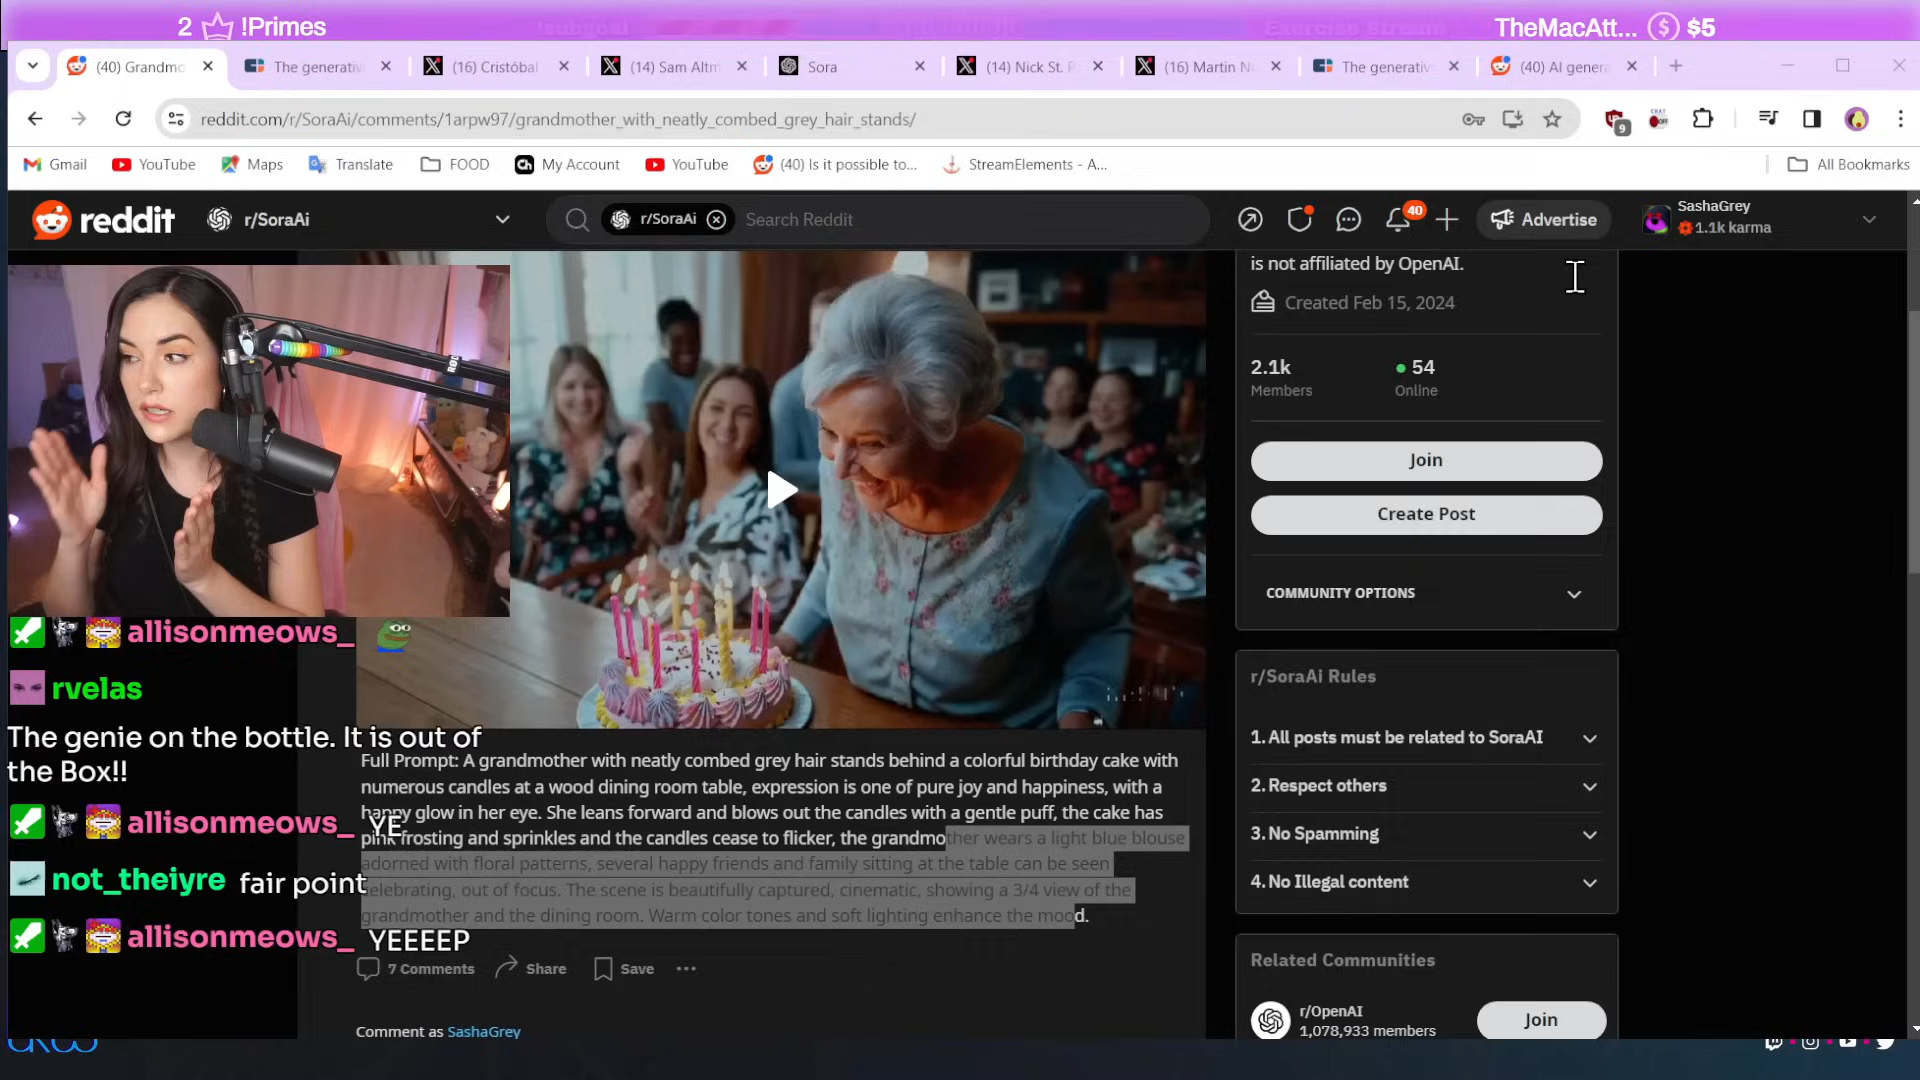 2 !Primes
TheMacAtt... $5
(40) Grandmo
The generativ
(16) Cristóbal
(14) Sam Altm
Sora
(14) Nick St. P
(16) Martin N
The generativ
(40) AI genera
reddit.com/r/SoraAi/comments/1arpw97/grandmother_with_neatly_combed_grey_hair_stands/
9
CHAT
OFF
Gmail
YouTube
Maps
Translate
FOOD
My Account
YouTube
(40) Is it possible to...
StreamElements - A...
All Bookmarks
reddit
r/SoraAi
r/SoraAi
Search Reddit
40
Advertise
SashaGrey
1.1k karma
is not affiliated by OpenAI.
Created Feb 15, 2024
2.1k
Members
54
Online
Join
Create Post
COMMUNITY OPTIONS
r/SoraAi Rules
1. All posts must be related to SoraAI
2. Respect others
3. No Spamming
4. No Illegal content
Related Communities
r/OpenAI
1,078,933 members
Join
RØDE
allisonmeows_
rvelas
The genie on the bottle. It is out of
the Box!!
allisonmeows_ YE
not_theiyre fair point
allisonmeows_ YEEEEP
Full Prompt: A grandmother with neatly combed grey hair stands behind a colorful birthday cake with
numerous candles at a wood dining room table, expression is one of pure joy and happiness, with a
happy glow in her eye. She leans forward and blows out the candles with a gentle puff, the cake has
pink frosting and sprinkles and the candles cease to flicker, the grandmother wears a light blue blouse
adorned with floral patterns, several happy friends and family sitting at the table can be seen
celebrating, out of focus. The scene is beautifully captured, cinematic, showing a 3/4 view of the
grandmother and the dining room. Warm color tones and soft lighting enhance the mood.
7 Comments
Share
Save
Comment as SashaGrey